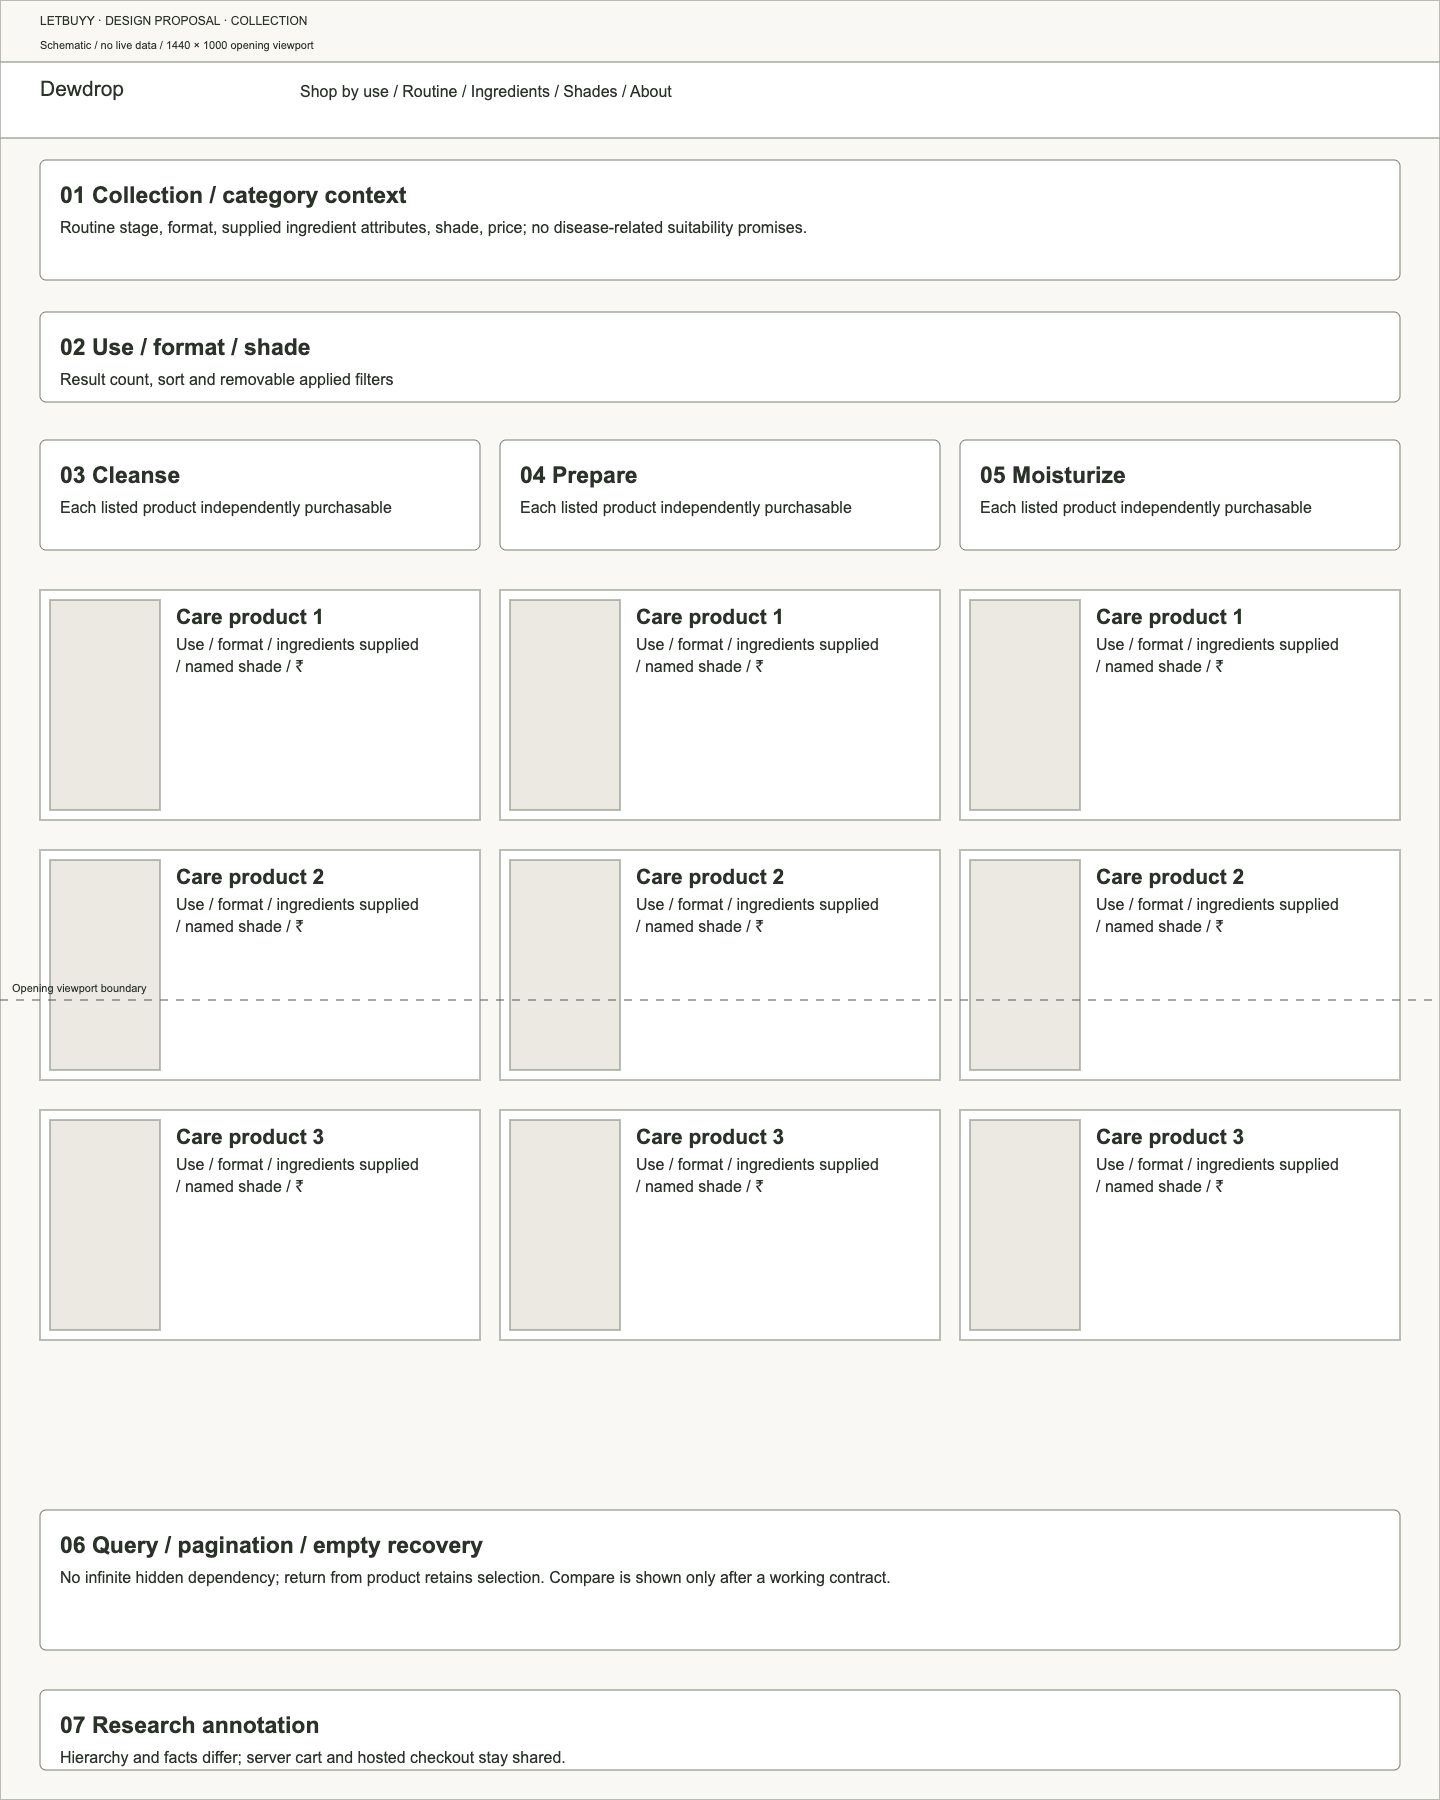 LETBUYY · DESIGN PROPOSAL · COLLECTION
Schematic / no live data / 1440 × 1000 opening viewport
Dewdrop
Shop by use / Routine / Ingredients / Shades / About
01 Collection / category context
Routine stage, format, supplied ingredient attributes, shade, price; no disease-related suitability promises.
02 Use / format / shade
Result count, sort and removable applied filters
03 Cleanse
Each listed product independently purchasable
04 Prepare
Each listed product independently purchasable
05 Moisturize
Each listed product independently purchasable
Care product 1
Use / format / ingredients supplied
/ named shade / ₹
Care product 1
Use / format / ingredients supplied
/ named shade / ₹
Care product 1
Use / format / ingredients supplied
/ named shade / ₹
Care product 2
Use / format / ingredients supplied
/ named shade / ₹
Care product 2
Use / format / ingredients supplied
/ named shade / ₹
Care product 2
Use / format / ingredients supplied
/ named shade / ₹
Opening viewport boundary
Care product 3
Use / format / ingredients supplied
/ named shade / ₹
Care product 3
Use / format / ingredients supplied
/ named shade / ₹
Care product 3
Use / format / ingredients supplied
/ named shade / ₹
06 Query / pagination / empty recovery
No infinite hidden dependency; return from product retains selection. Compare is shown only after a working contract.
07 Research annotation
Hierarchy and facts differ; server cart and hosted checkout stay shared.